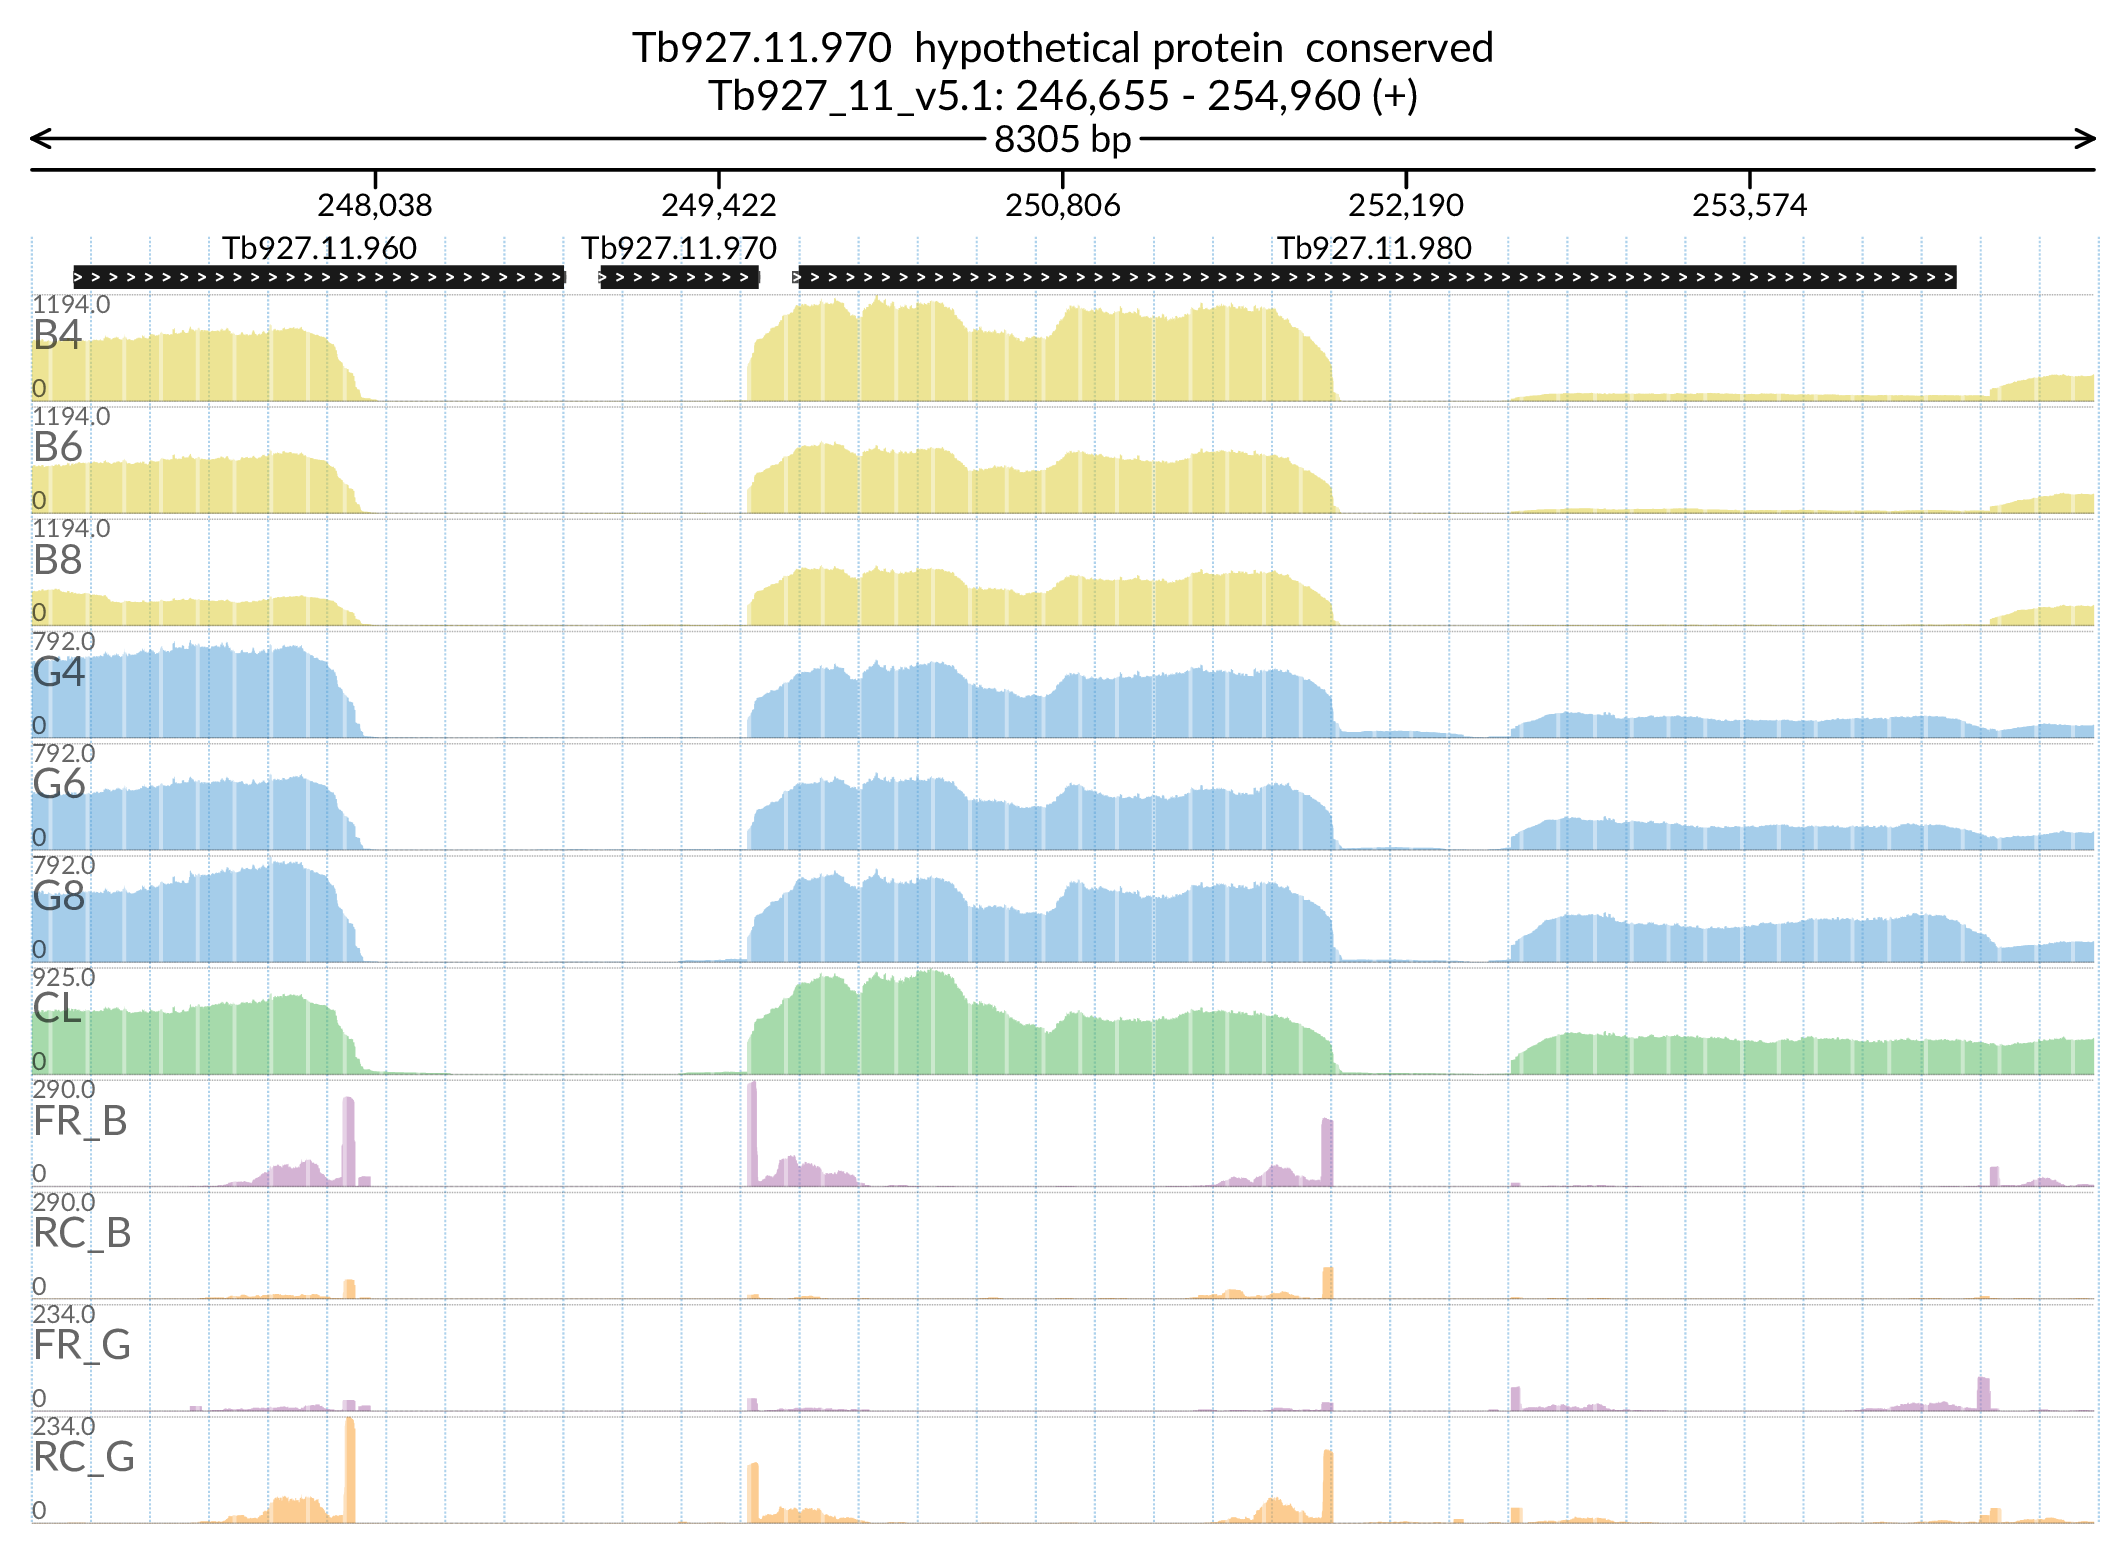 Tb927.11.970  hypothetical protein  conserved
Tb927_11_v5.1: 246,655 - 254,960 (+)
8305 bp
248,038 249,422 250,806 252,190 253,574
Tb927.11.960 Tb927.11.970 Tb927.11.980
1194.0
B4
0
1194.0
B6
0
1194.0
B8
0
792.0
G4
0
792.0
G6
0
792.0
G8
0
925.0
CL
0
290.0
FR_B
0
290.0
RC_B
0
234.0
FR_G
0
234.0
RC_G
0